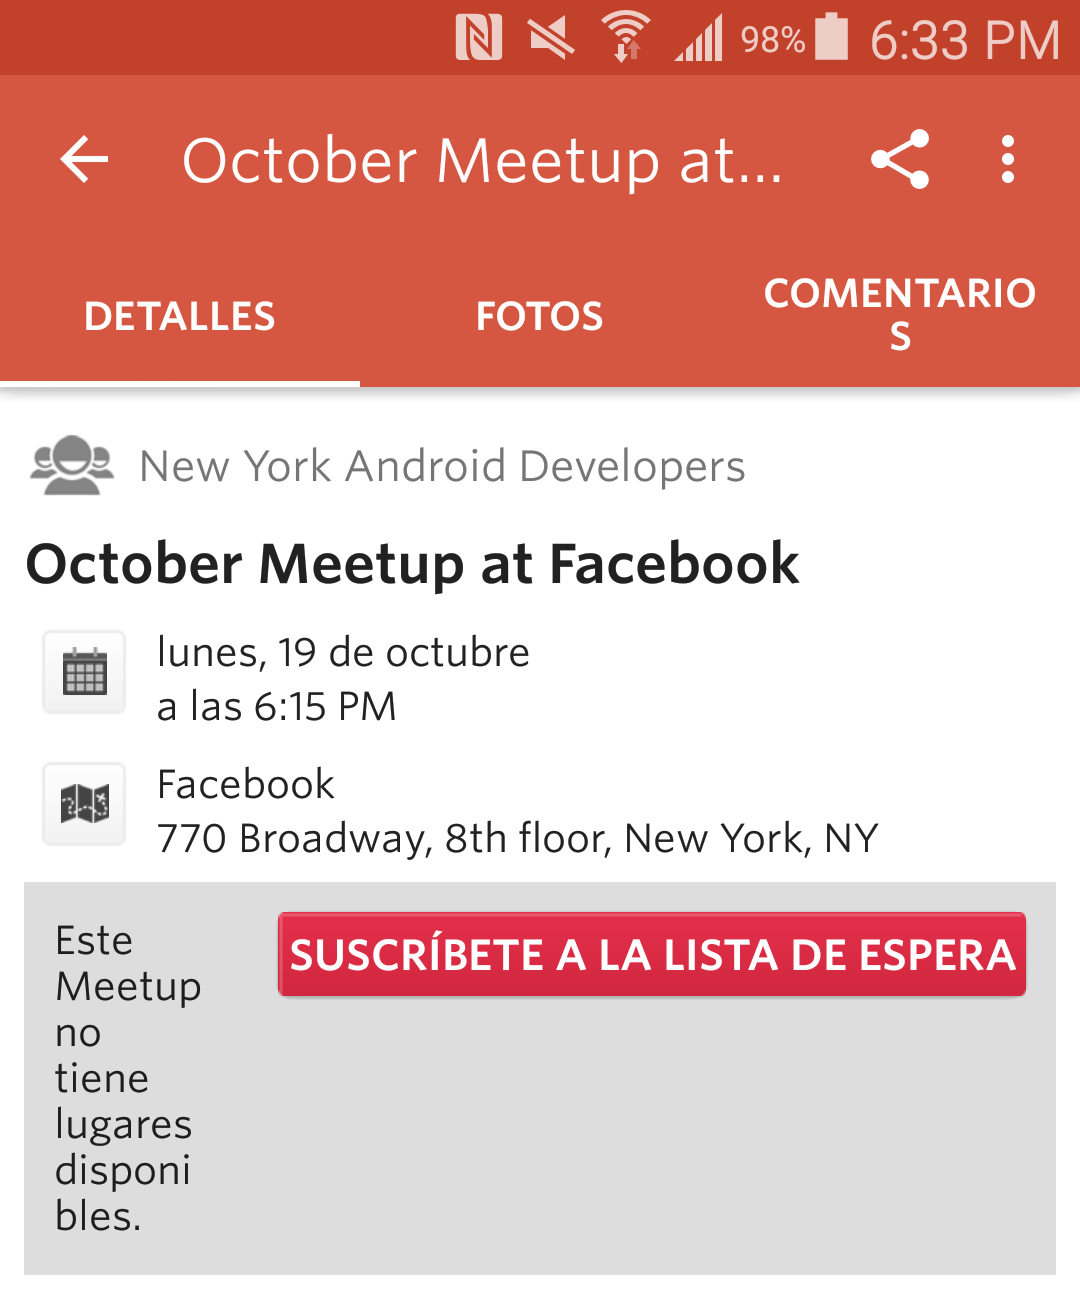 98% 6:33 PM
October Meetup at...
DETALLES
FOTOS
COMENTARIO
S
New York Android Developers
October Meetup at Facebook
lunes, 19 de octubre
a las 6:15 PM
Facebook
770 Broadway, 8th floor, New York, NY
Este
Meetup
no
tiene
lugares
disponi
bles.
SUSCRÍBETE A LA LISTA DE ESPERA